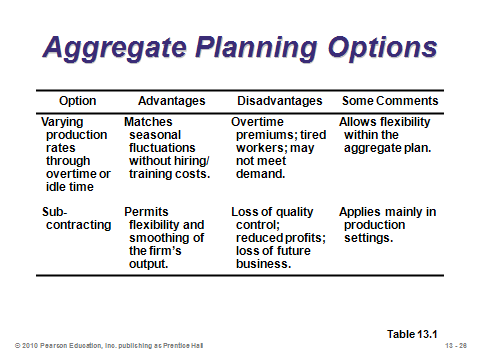 Aggregate Planning Options
Option Advantages Disadvantages Some Comments
Varying production rates through overtime or idle time
Matches seasonal fluctuations without hiring/ training costs.
Overtime premiums; tired workers; may not meet demand.
Allows flexibility within the aggregate plan.
Sub-contracting
Permits flexibility and smoothing of the firm's output.
Loss of quality control; reduced profits; loss of future business.
Applies mainly in production settings.
Table 13.1
© 2010 Pearson Education, Inc. publishing as Prentice Hall
13 - 26